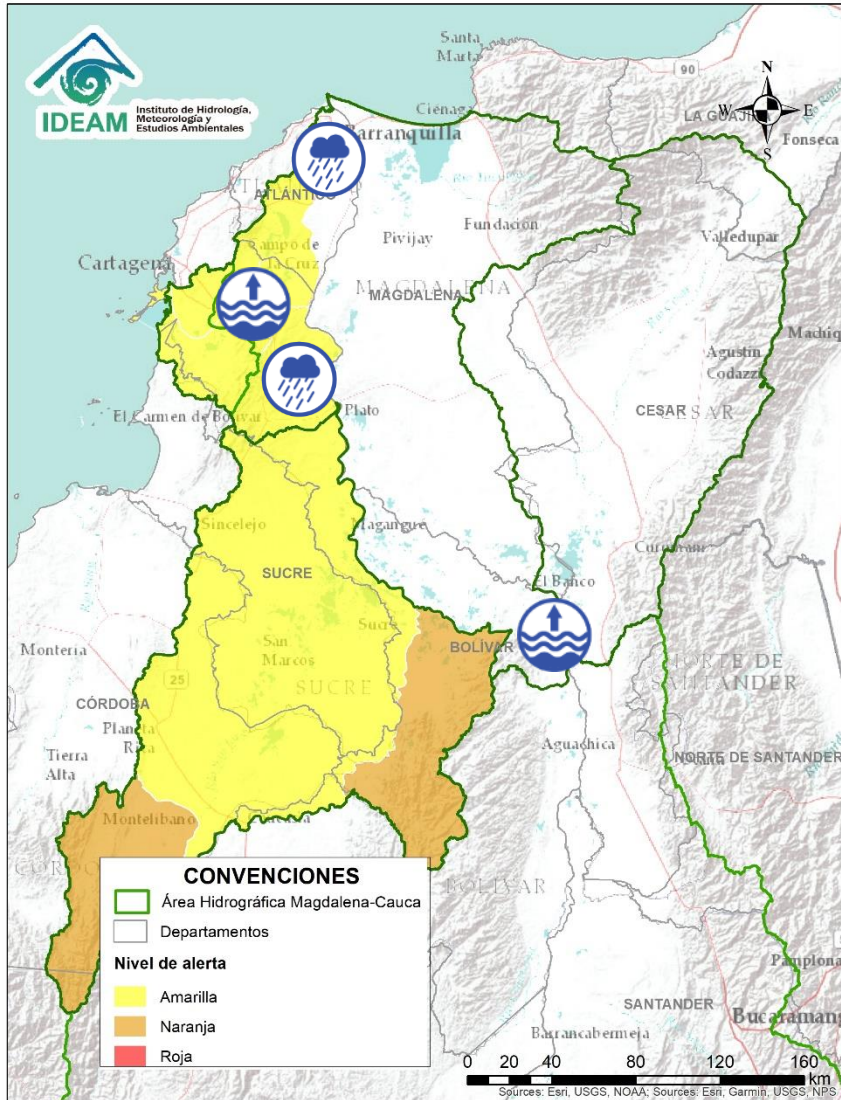 IDEAM
Instituto de Hidrología,
Meteorología y
Estudios Ambientales
Santa
Marta
90
N
W E
S
Ciénaga
LA GUAJI
Barranquilla
Fonseca
ATLÁNTICO
Fundación
Valledupar
Campo de
la Cruz
Pivijay
Cartagena
MAGDALENA
MAGDALENA
Machiq
Agustín
Codazzi
El Carmen de Bolívar
Plato
CESAR
CESAR
Sincelejo
Magangue
Curumaní
SUCRE
El Banco
Sucre
Montería
San
Marcos
BOLÍVAR
NORTE DE
SANTANDER
25
SUCRE
CÓRDOBA
Planeta
Rica
Aguachica
Tierra
Alta
NORTE DE SANTANDER
Montelíbano
BOLÍVAR
CONVENCIONES
Área Hidrográfica Magdalena-Cauca
Departamentos
Nivel de alerta
Amarilla
Naranja
Roja
Pamplona
SANTANDER
Bucaramang
Barrancabermeja
0 20 40 80 120 160
km
Sources: Esri, USGS, NOAA; Sources: Esri, Garmin, USGS, NPS